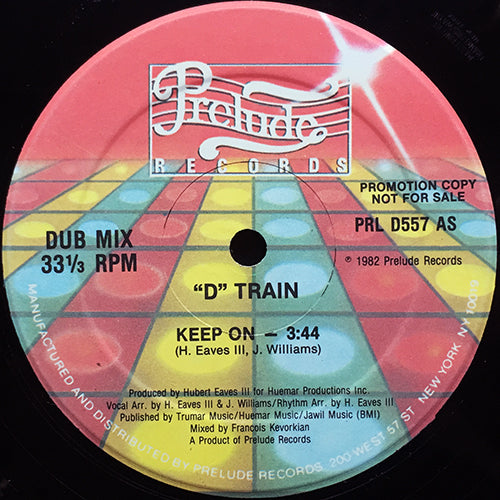 Prelude
RECORDS
PROMOTION COPY
NOT FOR SALE
PRL D557 AS
DUB MIX
33⅓ RPM
℗ 1982 Prelude Records
"D" TRAIN
KEEP ON — 3:44
(H. Eaves III, J. Williams)
Produced by Hubert Eaves III for Huemar Productions Inc.
Vocal Arr. by H. Eaves III & J. Williams/Rhythm Arr. by H. Eaves III
Published by Trumar Music/Huemar Music/Jawil Music (BMI)
Mixed by Francois Kevorkian
A Product of Prelude Records
MANUFACTURED AND DISTRIBUTED BY PRELUDE RECORDS, 200 WEST 57 ST. NEW YORK, NY 10019